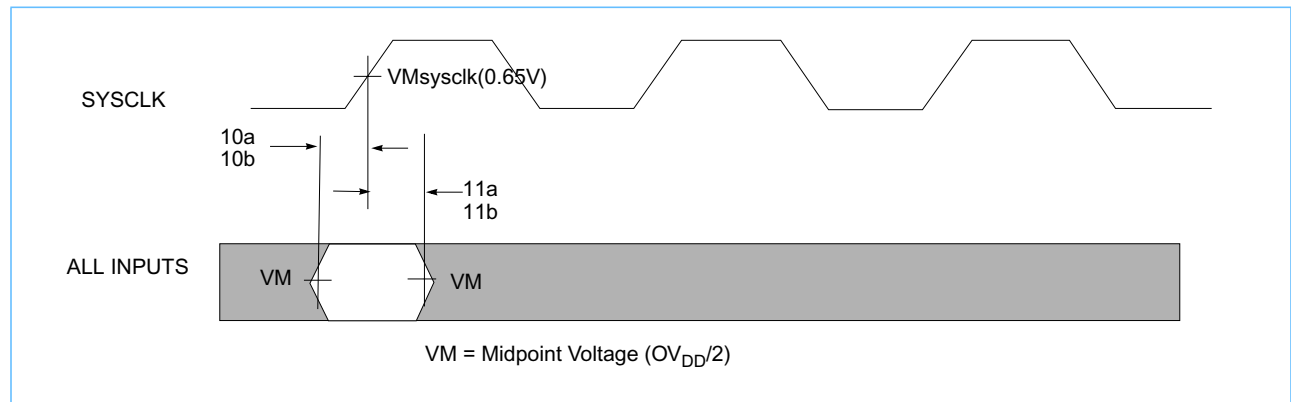 VMsysclk(0.65V)
SYSCLK
10a
10b
11a
11b
ALL INPUTS
VM
VM
VM = Midpoint Voltage (OVDD/2)